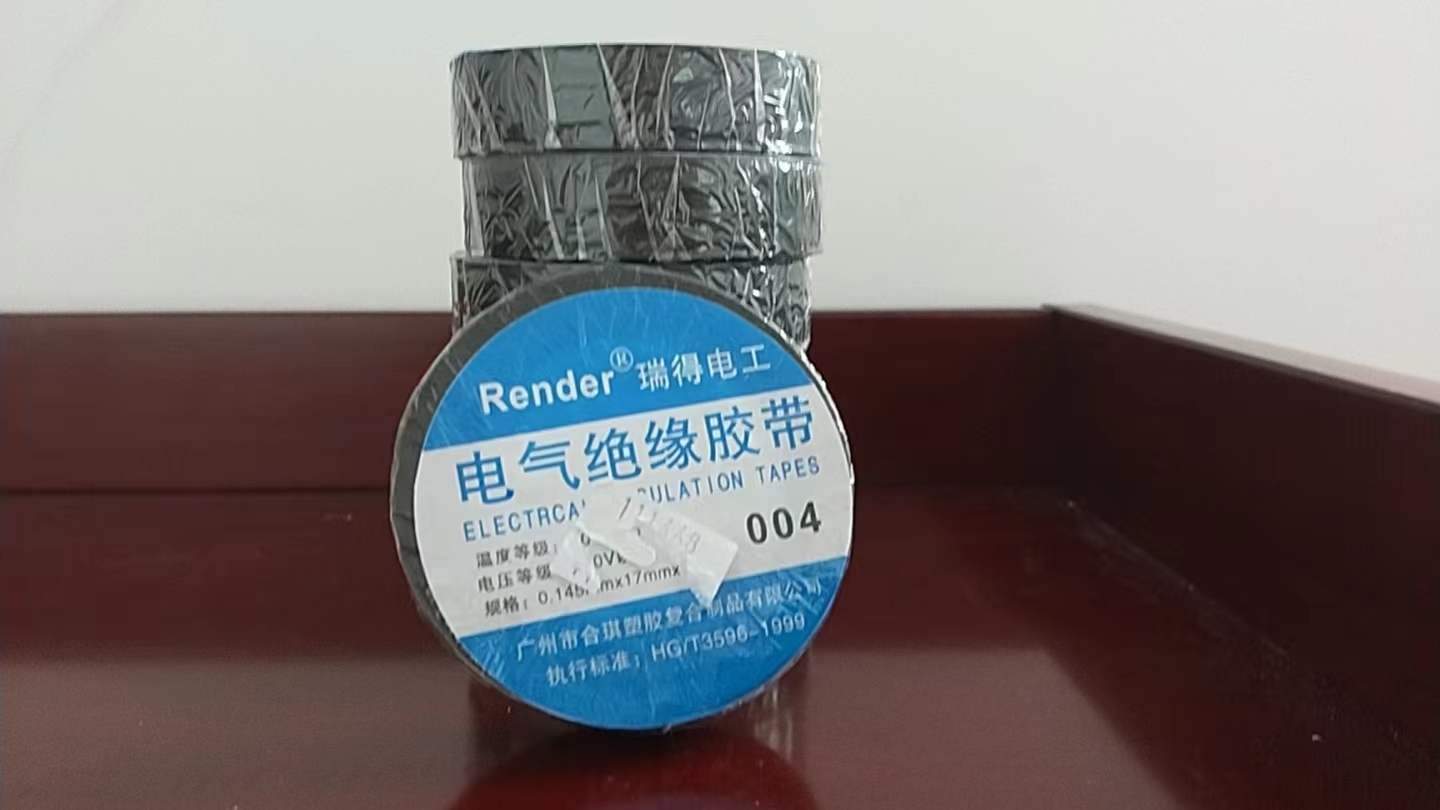 Render® 瑞得电工
电气绝缘胶带
TAPES
004
温度等级:
电压等级
规格: mx17mmx
广州市合琪塑胶复合制品有限公司
执行标准: HG/T3596-1999